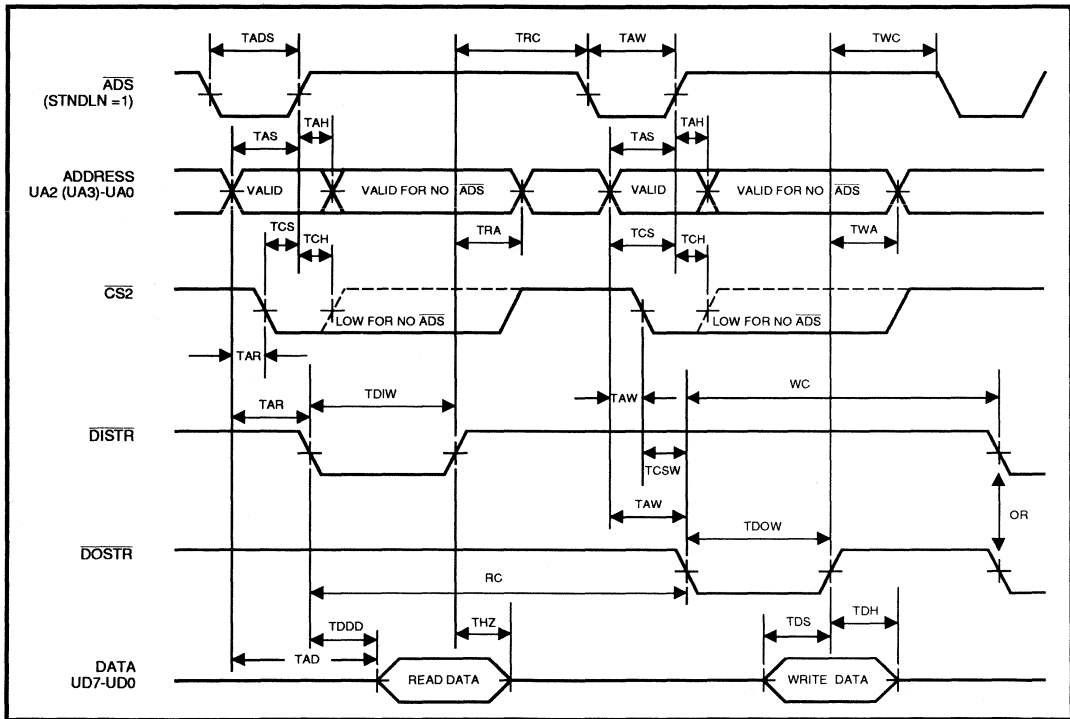 TADS TRC TAW TWC
ADS
(STNDLN =1)
TAS TAH TAS TAH
ADDRESS
UA2 (UA3)-UA0
VALID VALID FOR NO ADS VALID VALID FOR NO ADS
TCS TCH TRA TCS TCH TWA
CS2
LOW FOR NO ADS LOW FOR NO ADS
TAR
TAR TDIW TAW WC
DISTR
TCSW
TAW TDOW OR
DOSTR
RC
TDDD THZ TDS TDH
TAD
DATA
UD7-UD0
READ DATA WRITE DATA